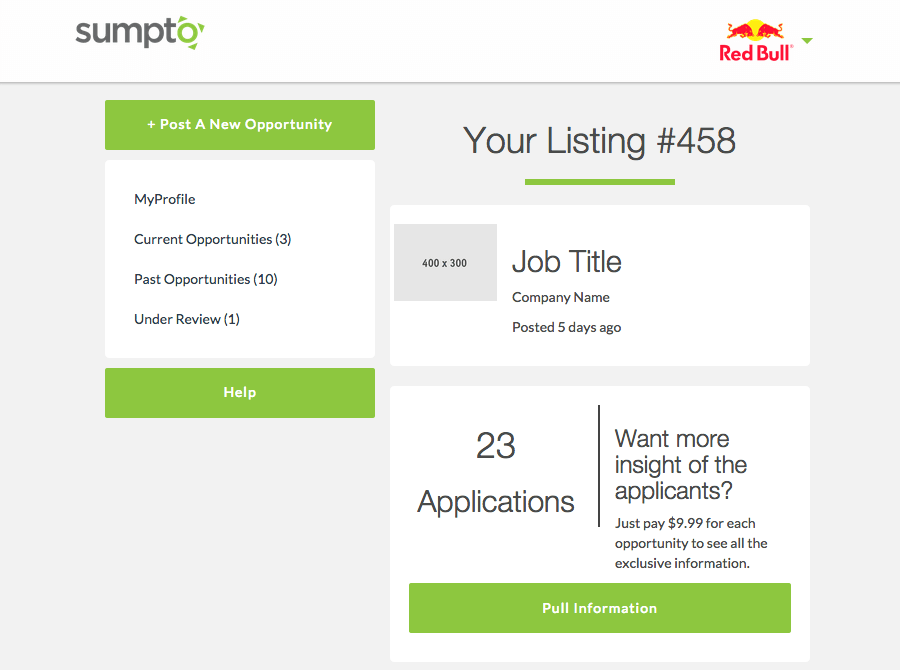 sumpto
Red Bull
+ Post A New Opportunity
MyProfile
Current Opportunities (3)
Past Opportunities (10)
Under Review (1)
Help
Your Listing #458
400 x 300
Job Title
Company Name
Posted 5 days ago
23
Applications
Want more
insight of the
applicants?
Just pay $9.99 for each
opportunity to see all the
exclusive information.
Pull Information